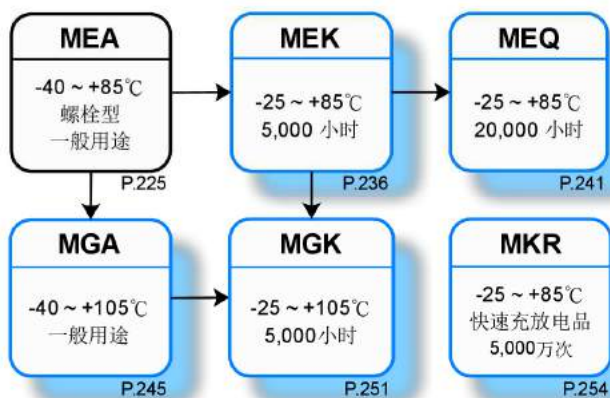 MEA
-40 ~ +85℃
螺栓型
一般用途
P.225
MEK
-25 ~ +85℃
5,000 小时
P.236
MEQ
-25 ~ +85℃
20,000 小时
P.241
MGA
-40 ~ +105℃
一般用途
P.245
MGK
-25 ~ +105℃
5,000小时
P.251
MKR
-25 ~ +85℃
快速充放电品
5,000万次
P.254